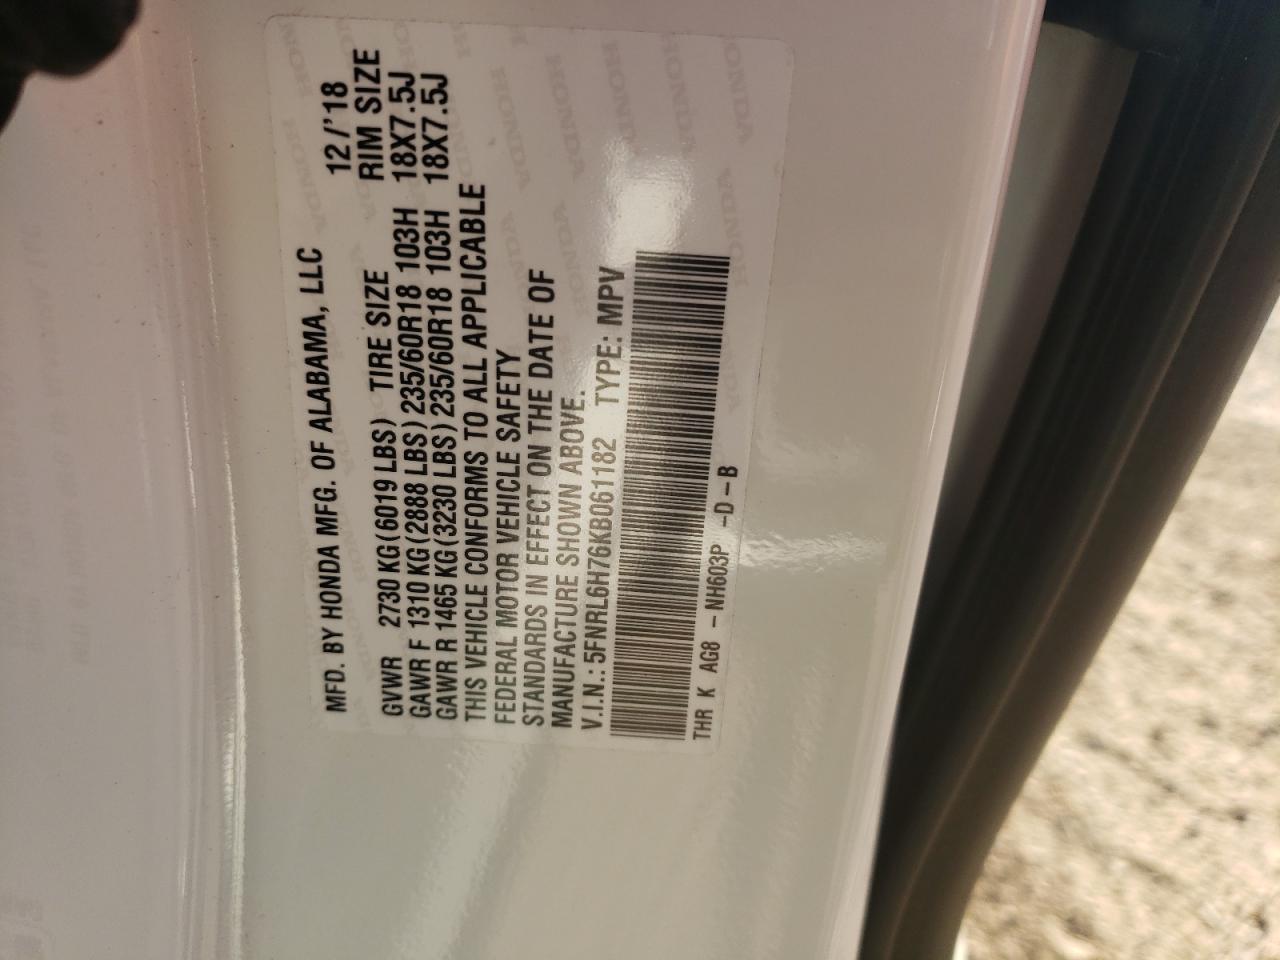 MFD. BY HONDA MFG. OF ALABAMA, LLC 12/'18
GVWR 2730 KG(6019 LBS) TIRE SIZE RIM SIZE
GAWR F 1310 KG(2888 LBS)235/60R18 103H 18X7.5J
GAWR R 1465 KG(3230 LBS)235/60R18 103H 18X7.5J
THIS VEHICLE CONFORMS TO ALL APPLICABLE
FEDERAL MOTOR VEHICLE SAFETY
STANDARDS IN EFFECT ON THE DATE OF
MANUFACTURE SHOWN ABOVE.
V.I.N.: 5FNRL6H76KB061182 TYPE: MPV
THR K AG8 -NH603P -D-B